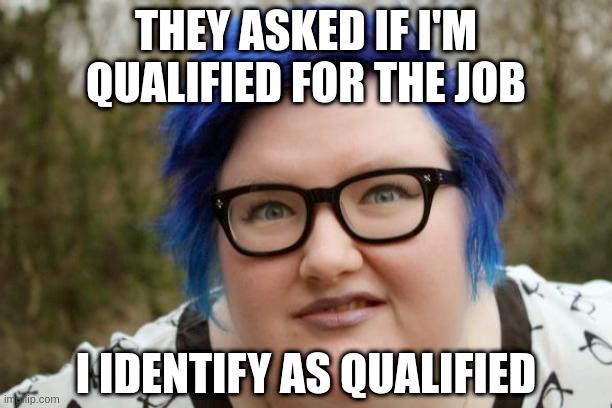 THEY ASKED IF I'M
QUALIFIED FOR THE JOB
I IDENTIFY AS QUALIFIED
imgflip.com